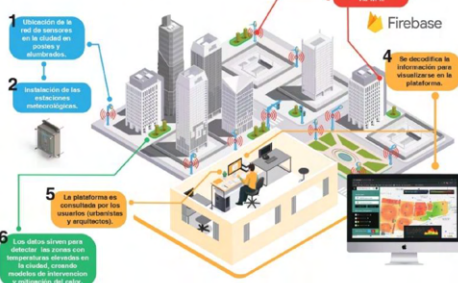 1
Ubicación de la
red de sensores
en la ciudad en
postes y
alumbrados.
2
Instalación de las
estaciones
meteorológicas.
Firebase
4
Se decodifica la
información para
visualizarse en la
plataforma.
5
La plataforma es
consultada por los
usuarios (urbanistas
y arquitectos).
6
Los datos sirven para
detectar las zonas con
temperaturas elevadas en
la ciudad, creando
modelos de intervencion